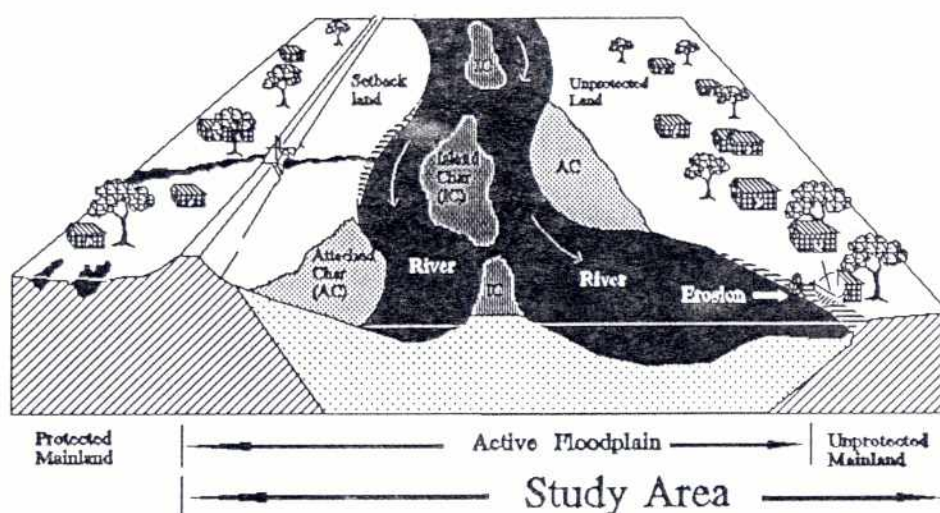 IC
Setback
land
Unprotected
Land
Island
Char
(IC)
AC
Attached
Char
(AC)
River
IC
River
Erosion
Protected
Mainland
Active Floodplain
Unprotected
Mainland
Study Area